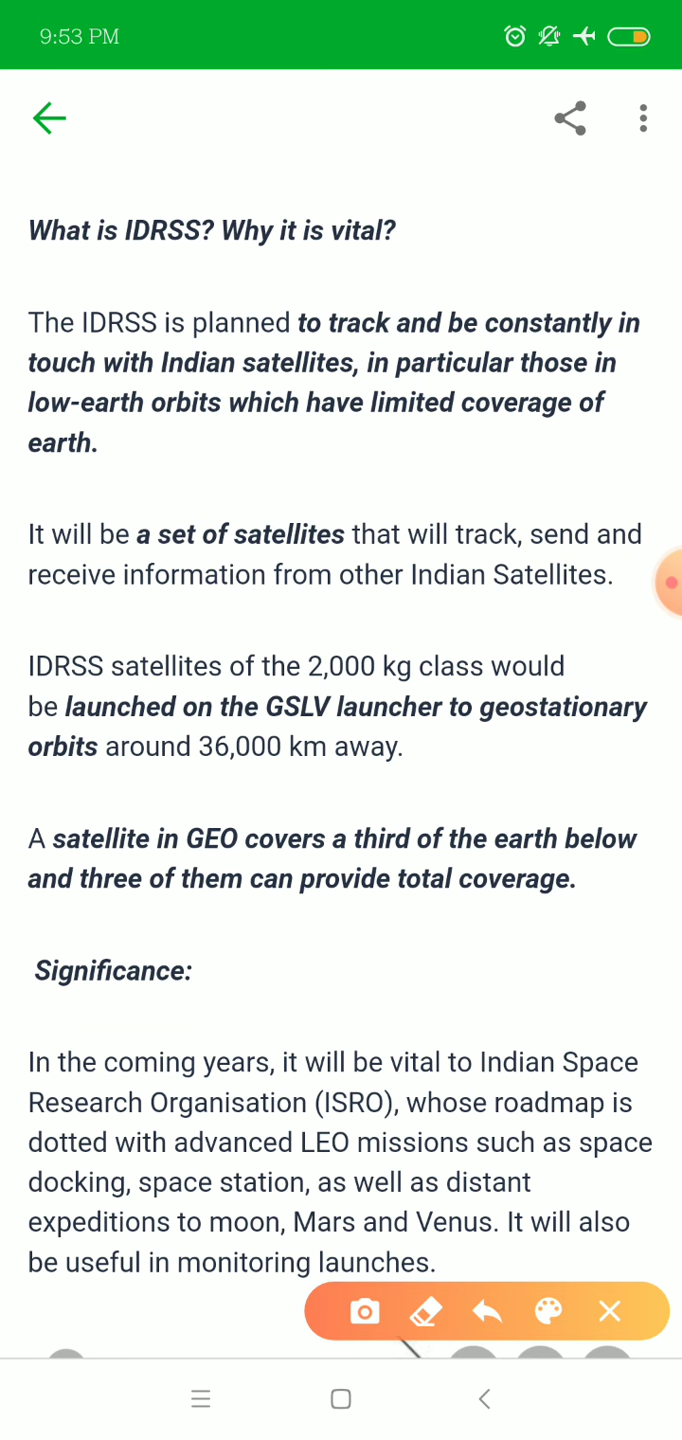 9:53 PM
What is IDRSS? Why it is vital?
The IDRSS is planned to track and be constantly in
touch with Indian satellites, in particular those in
low-earth orbits which have limited coverage of
earth.
It will be a set of satellites that will track, send and
receive information from other Indian Satellites.
IDRSS satellites of the 2,000 kg class would
be launched on the GSLV launcher to geostationary
orbits around 36,000 km away.
A satellite in GEO covers a third of the earth below
and three of them can provide total coverage.
Significance:
In the coming years, it will be vital to Indian Space
Research Organisation (ISRO), whose roadmap is
dotted with advanced LEO missions such as space
docking, space station, as well as distant
expeditions to moon, Mars and Venus. It will also
be useful in monitoring launches.